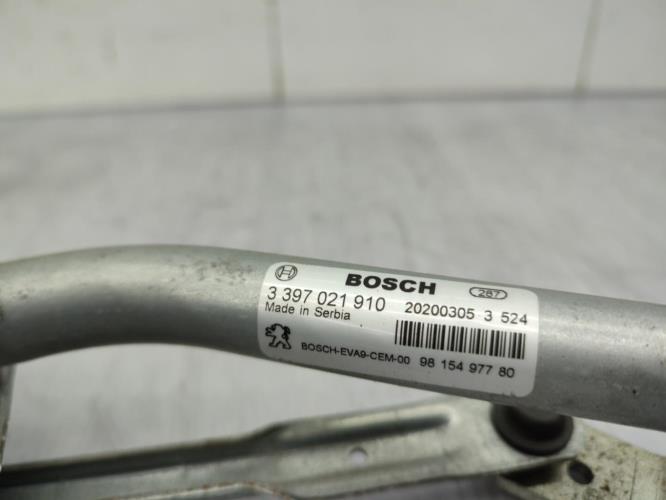 BOSCH 287
3 397 021 910 20200305 3 524
Made in Serbia
BOSCH-EVA9-CEM-00 98 154 977 80